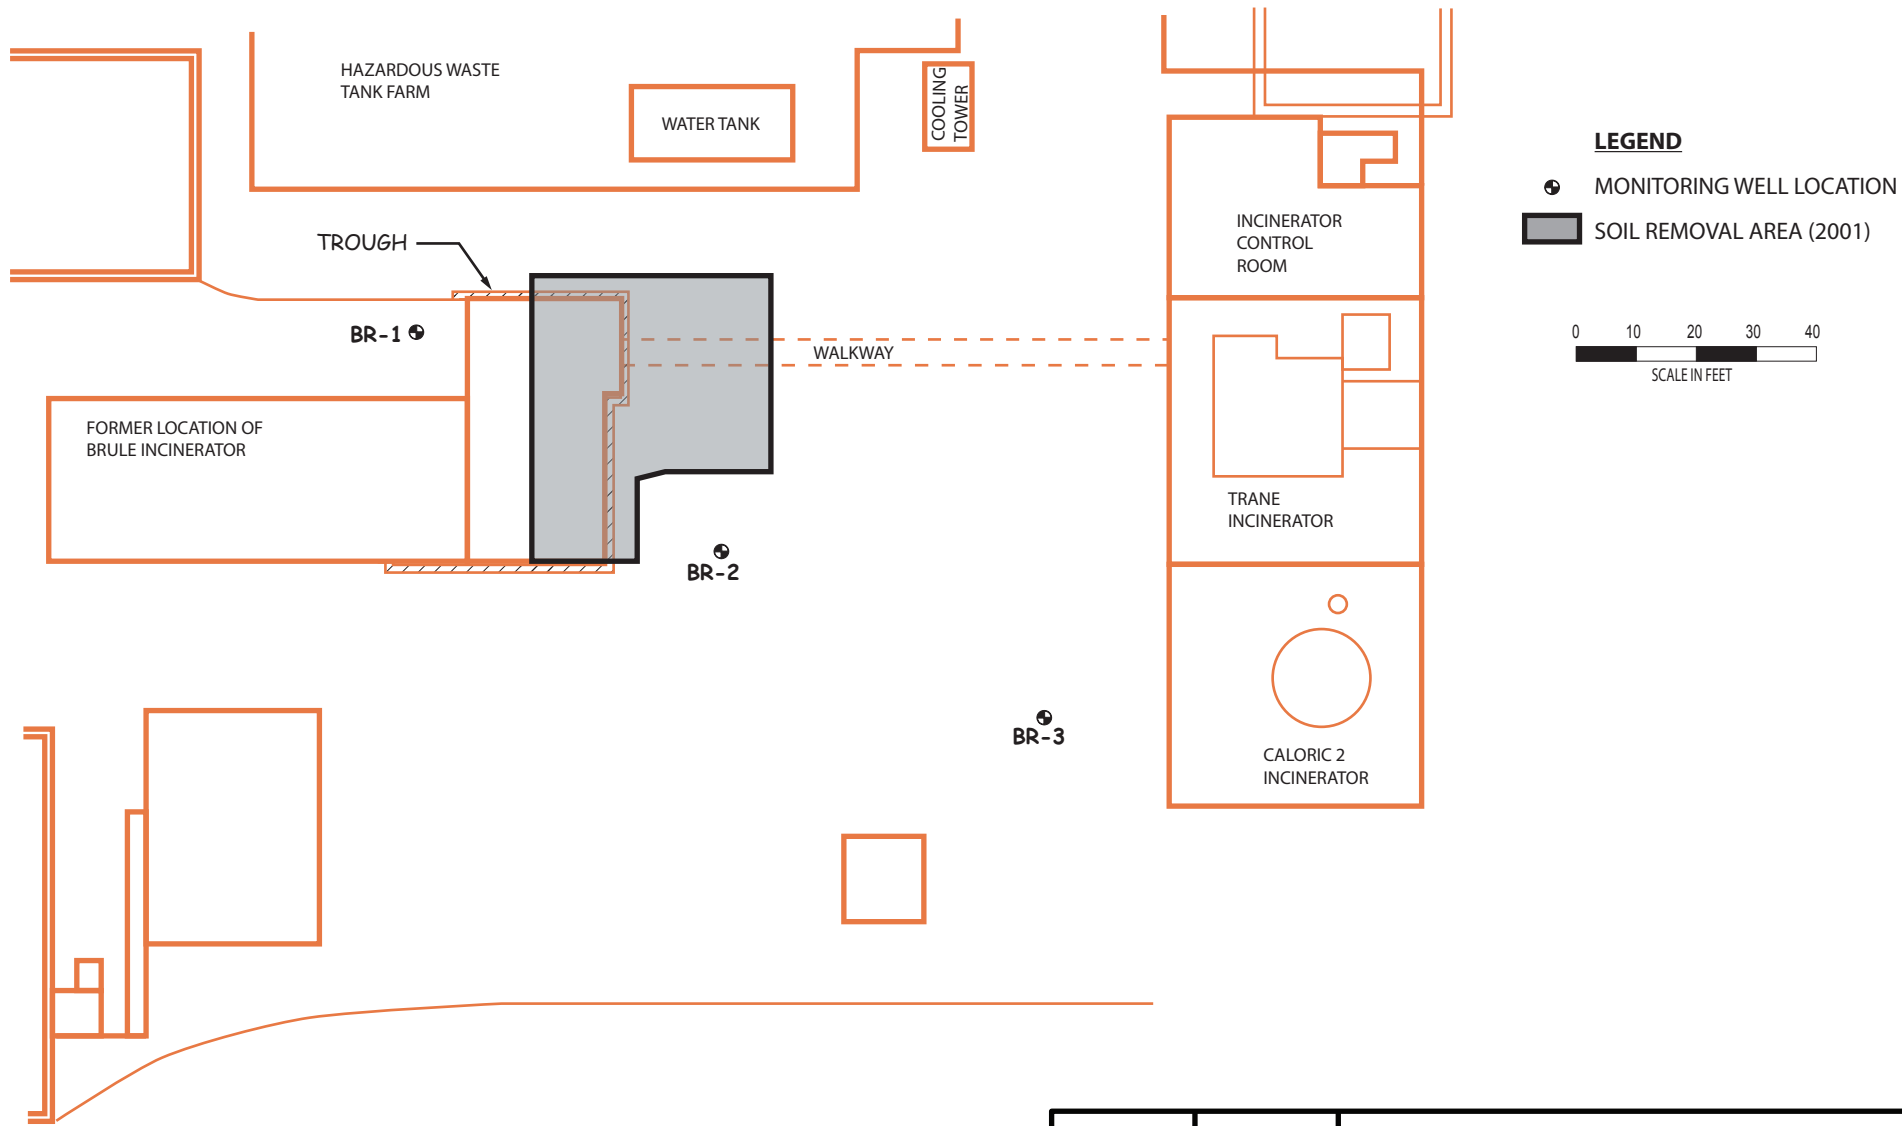 HAZARDOUS WASTE
TANK FARM
WATER TANK
COOLING
TOWER
LEGEND
MONITORING WELL LOCATION
SOIL REMOVAL AREA (2001)
INCINERATOR
CONTROL
ROOM
TROUGH
BR-1
WALKWAY
0 10 20 30 40
SCALE IN FEET
FORMER LOCATION OF
BRULE INCINERATOR
TRANE
INCINERATOR
BR-2
BR-3
CALORIC 2
INCINERATOR